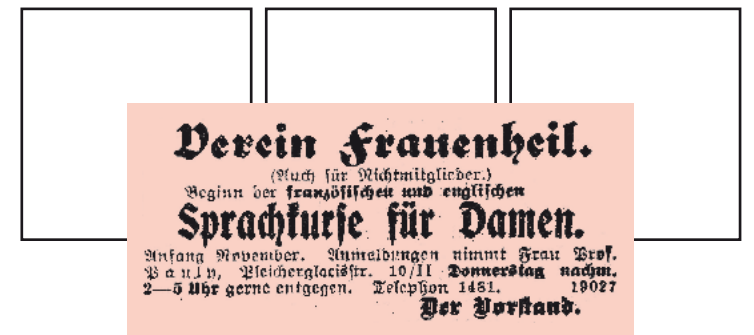 Verein Frauenheil.
(Auch für Nichtmitglieder.)
Beginn der französischen und englischen
Sprachkurse für Damen.
Anfang November. Anmeldungen nimmt Frau Prof.
Pauly, Pleicherglacisstr. 10/II Donnerstag nachm.
2—5 Uhr gerne entgegen. Telephon 1481. 19027
Der Vorstand.